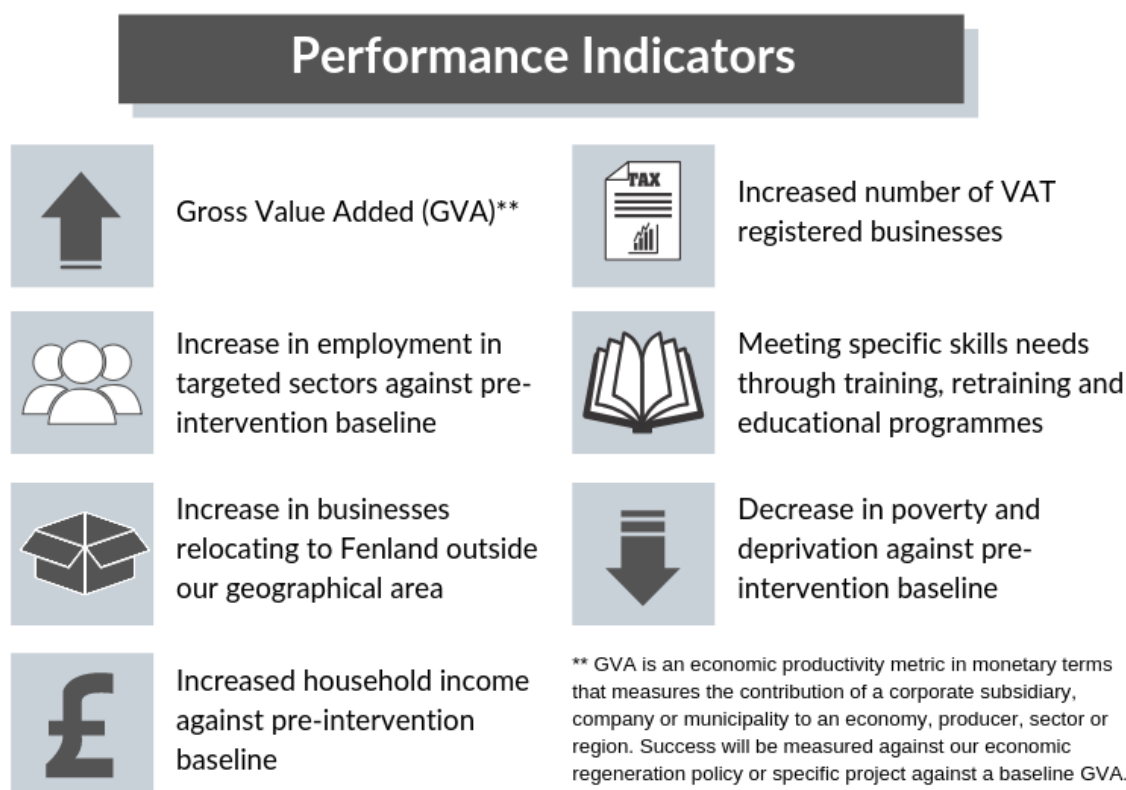 Performance Indicators
Gross Value Added (GVA)**
TAX
Increased number of VAT
registered businesses
Increase in employment in
targeted sectors against pre-
intervention baseline
Meeting specific skills needs
through training, retraining and
educational programmes
Increase in businesses
relocating to Fenland outside
our geographical area
Decrease in poverty and
deprivation against pre-
intervention baseline
£
Increased household income
against pre-intervention
baseline
** GVA is an economic productivity metric in monetary terms
that measures the contribution of a corporate subsidiary,
company or municipality to an economy, producer, sector or
region. Success will be measured against our economic
regeneration policy or specific project against a baseline GVA.